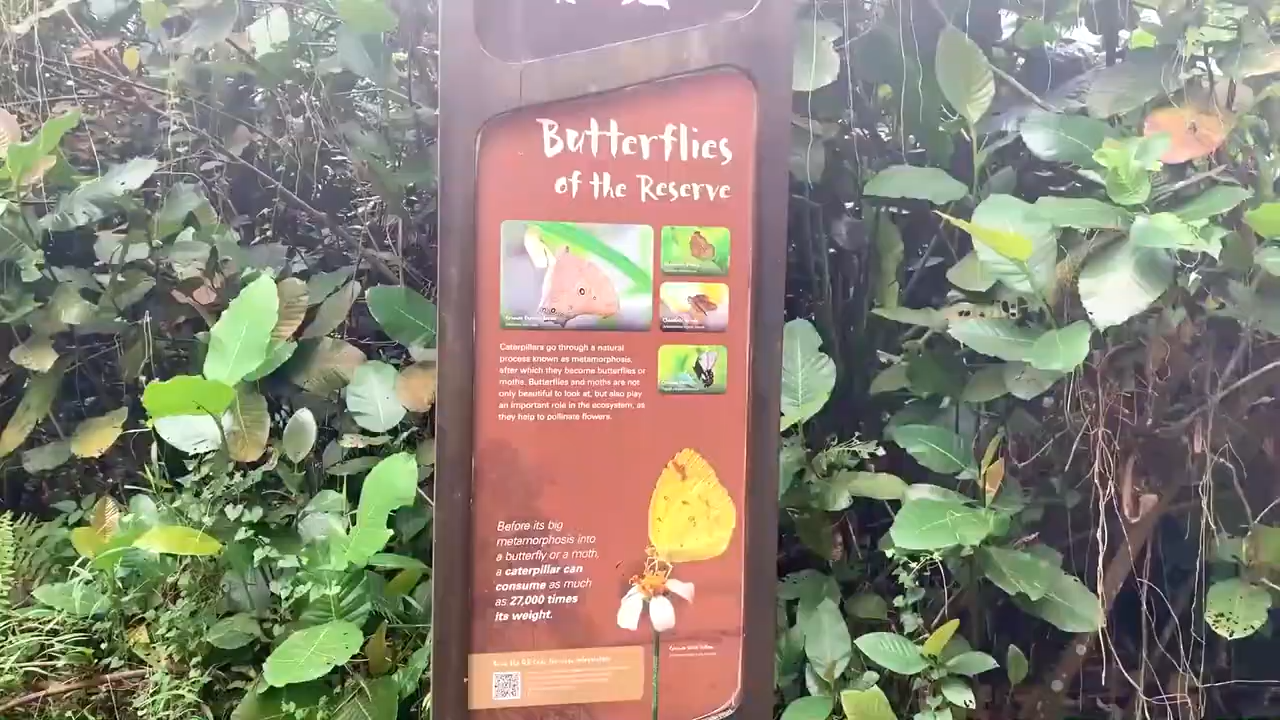 Butterflies
of the Reserve
Caterpillars go through a natural
process known as metamorphosis,
after which they become butterflies or
moths. Butterflies and moths are not
only beautiful to look at, but also play
an important role in the ecosystem, as
they help to pollinate flowers.
Before its big
metamorphosis into
a butterfly or a moth,
a caterpillar can
consume as much
as 27,000 times
its weight.